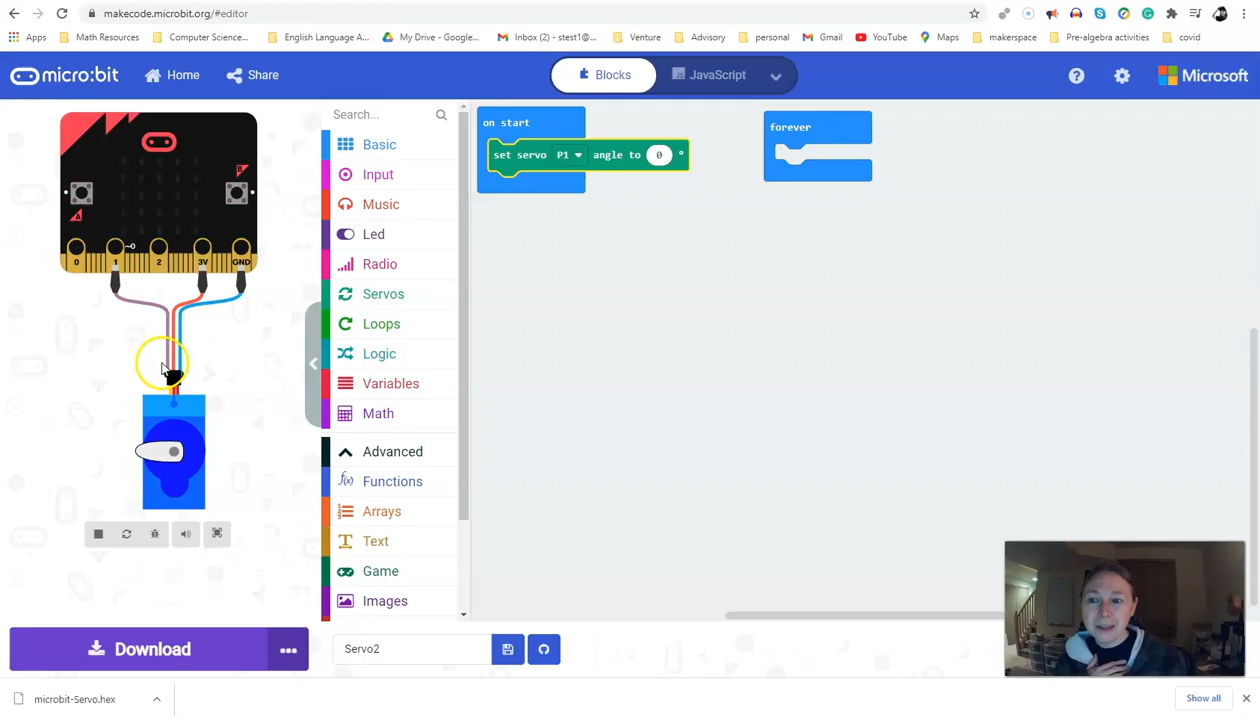 makecode.microbit.org/#editor
Apps Math Resources Computer Science... English Language A... My Drive - Google... Inbox (2) - stest1@... Venture Advisory personal Gmail YouTube Maps makerspace Pre-algebra activities covid
micro:bit Home Share Blocks JavaScript ? Microsoft
Search...
Basic
Input
Music
Led
Radio
Servos
Loops
Logic
Variables
Math
Advanced
Functions
Arrays
Text
Game
Images
on start
set servo P1 angle to 0 °
forever
A
B
0 1 2 3V GND
Download ...
Servo2
microbit-Servo.hex
Show all